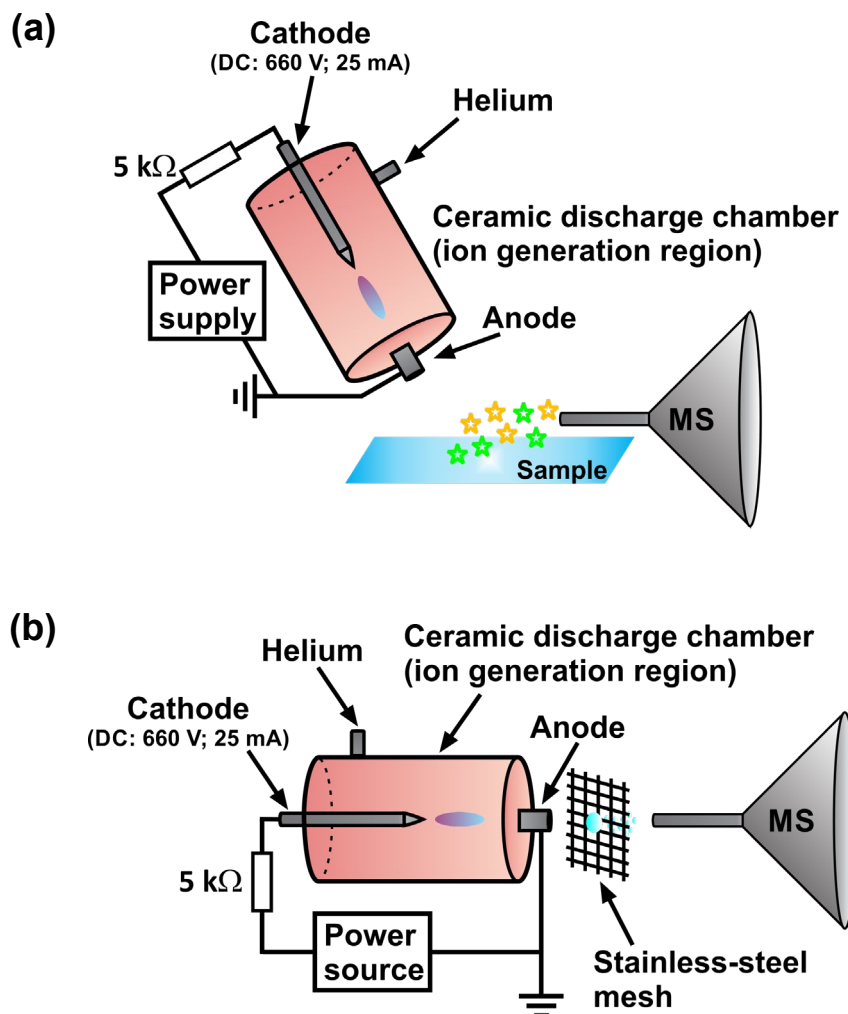 (a)
Cathode
(DC: 660 V; 25 mA)
Helium
5 kΩ
Ceramic discharge chamber
(ion generation region)
Power
supply
Anode
MS
Sample
(b)
Ceramic discharge chamber
(ion generation region)
Helium
Cathode
(DC: 660 V; 25 mA)
Anode
MS
5 kΩ
Power
source
Stainless-steel
mesh